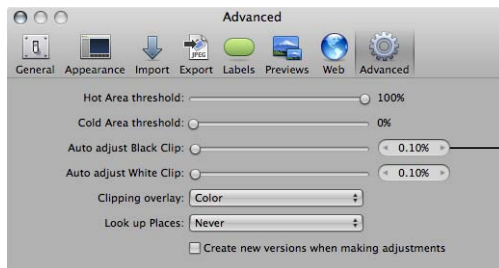 Advanced
JPEG
General Appearance Import Export Labels Previews Web Advanced
Hot Area threshold: 100%
Cold Area threshold: 0%
Auto adjust Black Clip: 0.10%
Auto adjust White Clip: 0.10%
Clipping overlay: Color
Look up Places: Never
Create new versions when making adjustments